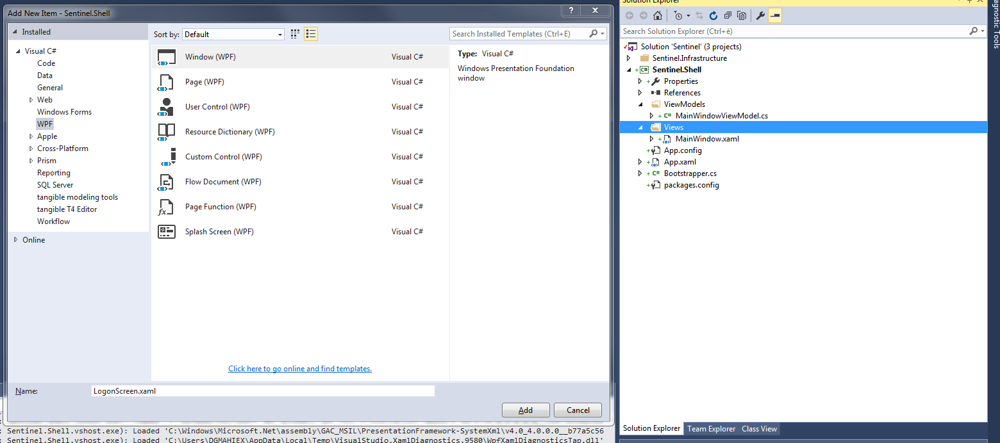 Add New Item - Sentinel.Shell
?
Installed
Visual C#
Code
Data
General
Web
Windows Forms
WPF
Apple
Cross-Platform
Prism
Reporting
SQL Server
tangible modeling tools
tangible T4 Editor
Workflow
Online
Sort by: Default
Search Installed Templates (Ctrl+E)
Window (WPF) Visual C#
Page (WPF) Visual C#
User Control (WPF) Visual C#
Resource Dictionary (WPF) Visual C#
Custom Control (WPF) Visual C#
Flow Document (WPF) Visual C#
Page Function (WPF) Visual C#
Splash Screen (WPF) Visual C#
Click here to go online and find templates.
Type: Visual C#
Windows Presentation Foundation
window
Name: LogonScreen.xaml
Add Cancel
Sentinel.Shell.vshost.exe): Loaded 'C:\Windows\Microsoft.Net\assembly\GAC_MSIL\PresentationFramework-SystemXml\v4.0_4.0.0.0__b77a5c56
Sentinel.Shell.vshost.exe): Loaded 'C:\Users\DGMAHIEX\AppData\Local\Temp\VisualStudio.XamlDiagnostics.9580\WpfXamlDiagnosticsTap.dll'
Solution Explorer
Search Solution Explorer (Ctrl+è)
Solution 'Sentinel' (3 projects)
Sentinel.Infrastructure
Sentinel.Shell
Properties
References
ViewModels
MainWindowViewModel.cs
Views
MainWindow.xaml
App.config
App.xaml
Bootstrapper.cs
packages.config
Solution Explorer Team Explorer Class View
agnostic Tools